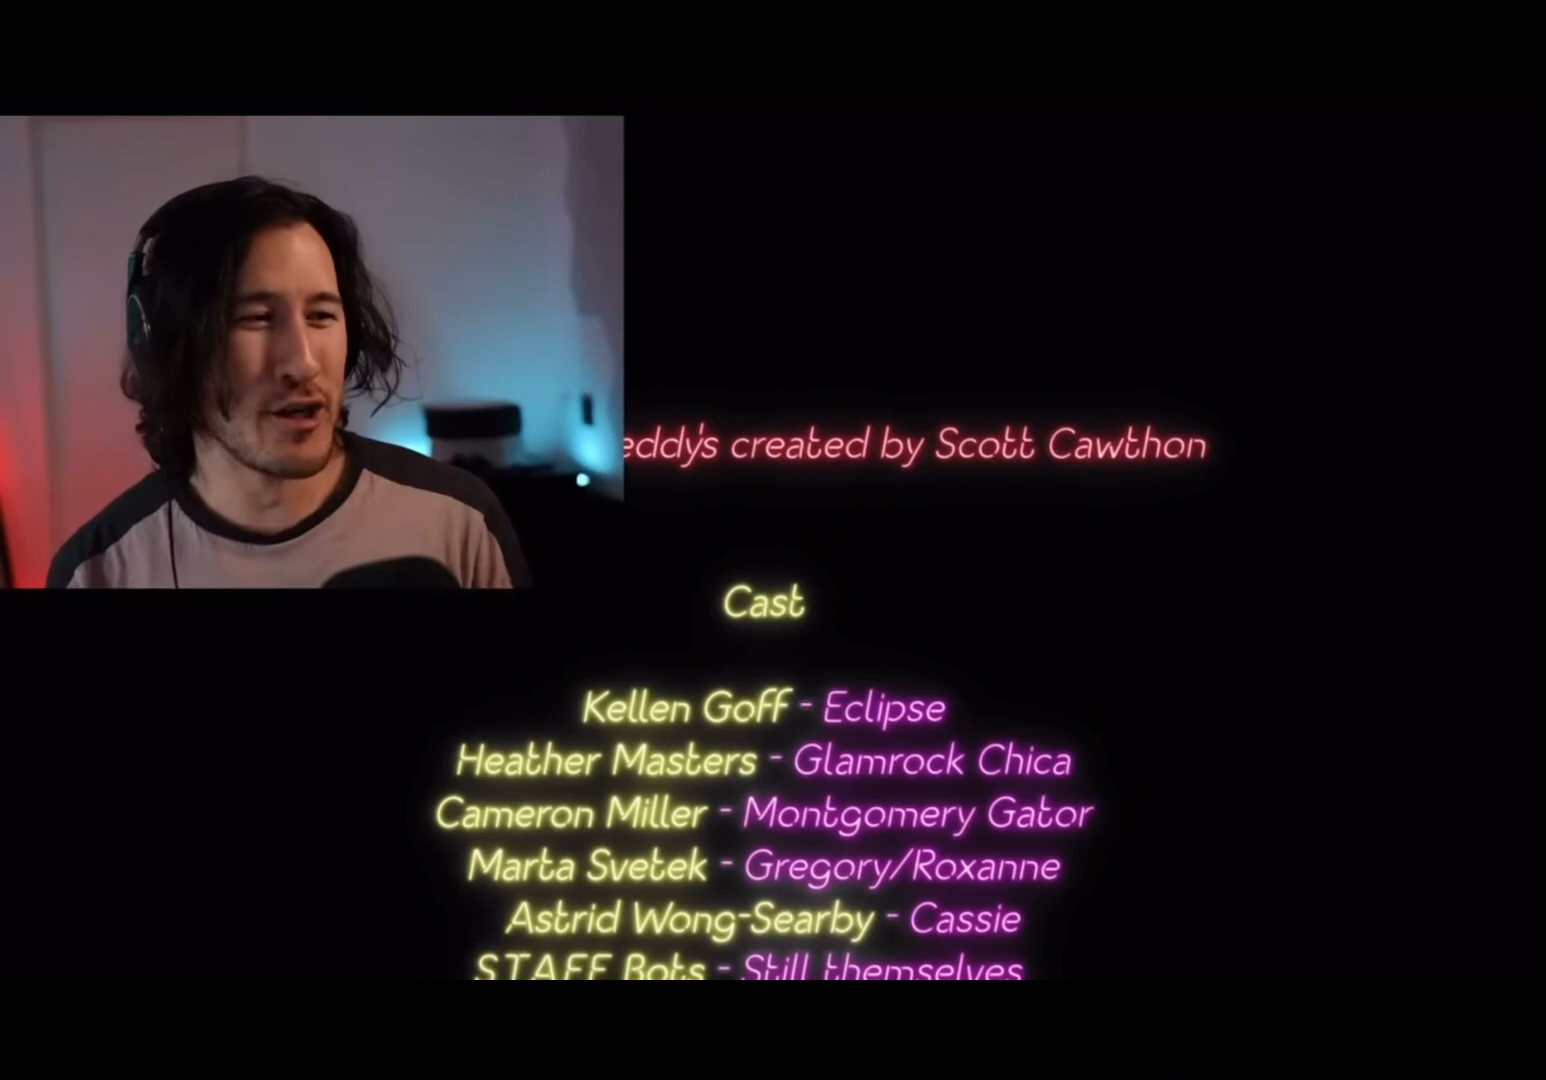 eddy's created by Scott Cawthon
Cast
Kellen Goff - Eclipse
Heather Masters - Glamrock Chica
Cameron Miller - Montgomery Gator
Marta Svetek - Gregory/Roxanne
Astrid Wong-Searby - Cassie
STAFF Bots - Still themselves